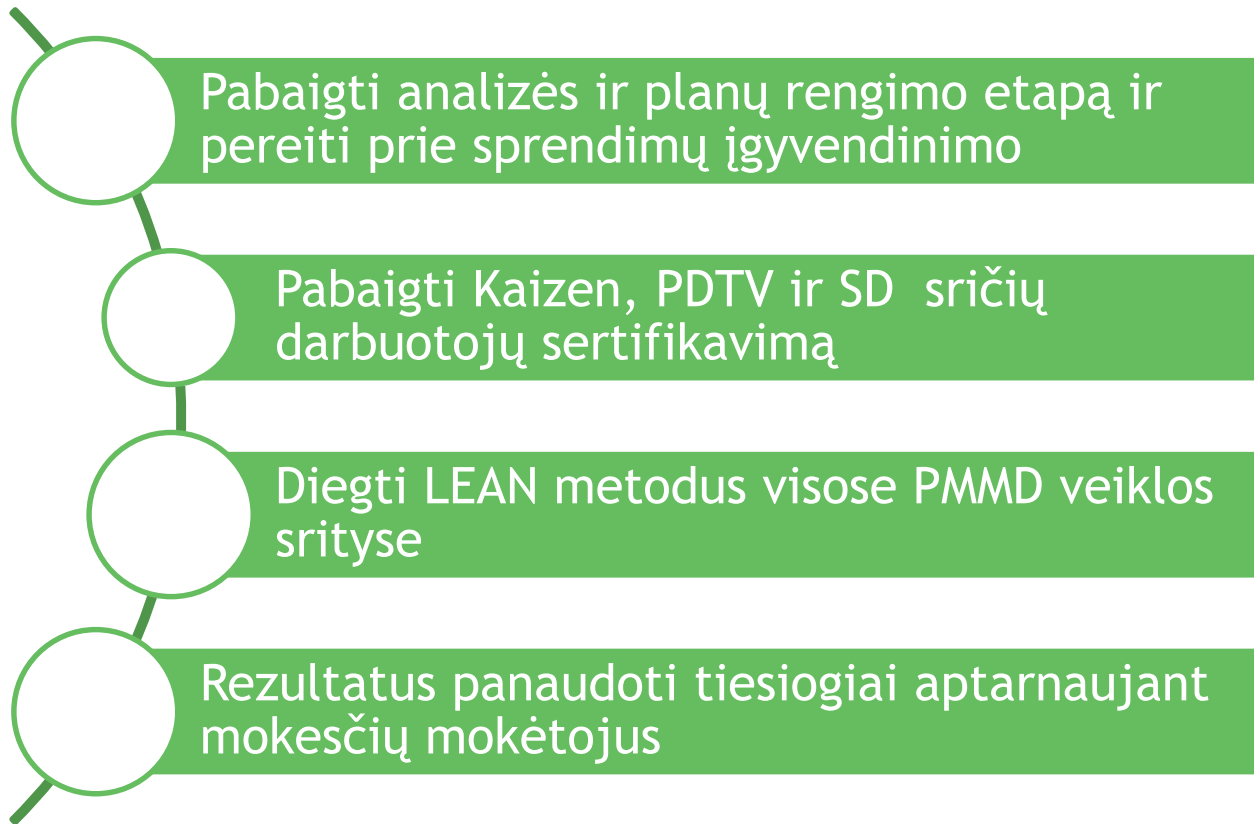 Pabaigti analizės ir planų rengimo etapą ir
pereiti prie sprendimų įgyvendinimo
Pabaigti Kaizen, PDTV ir SD  sričių
darbuotojų sertifikavimą
Diegti LEAN metodus visose PMMD veiklos
srityse
Rezultatus panaudoti tiesiogiai aptarnaujant
mokesčių mokėtojus